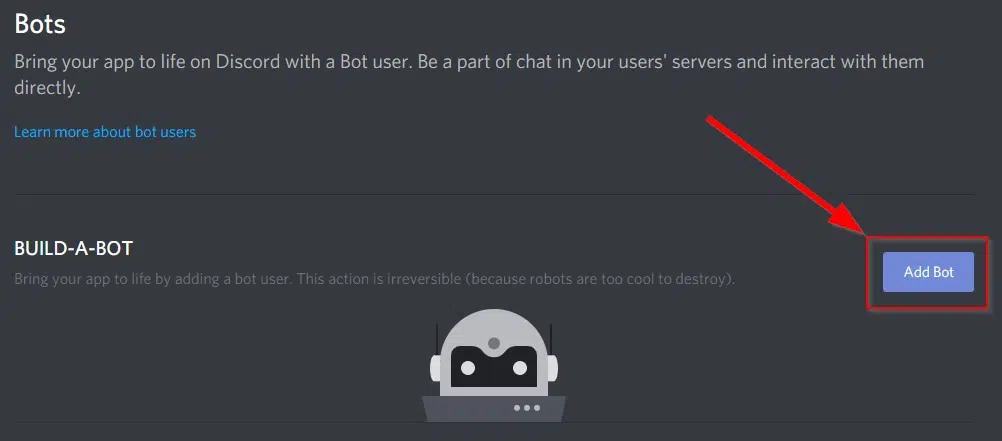 Bots
Bring your app to life on Discord with a Bot user. Be a part of chat in your users' servers and interact with them
directly.
Learn more about bot users
BUILD-A-BOT
Bring your app to life by adding a bot user. This action is irreversible (because robots are too cool to destroy).
Add Bot